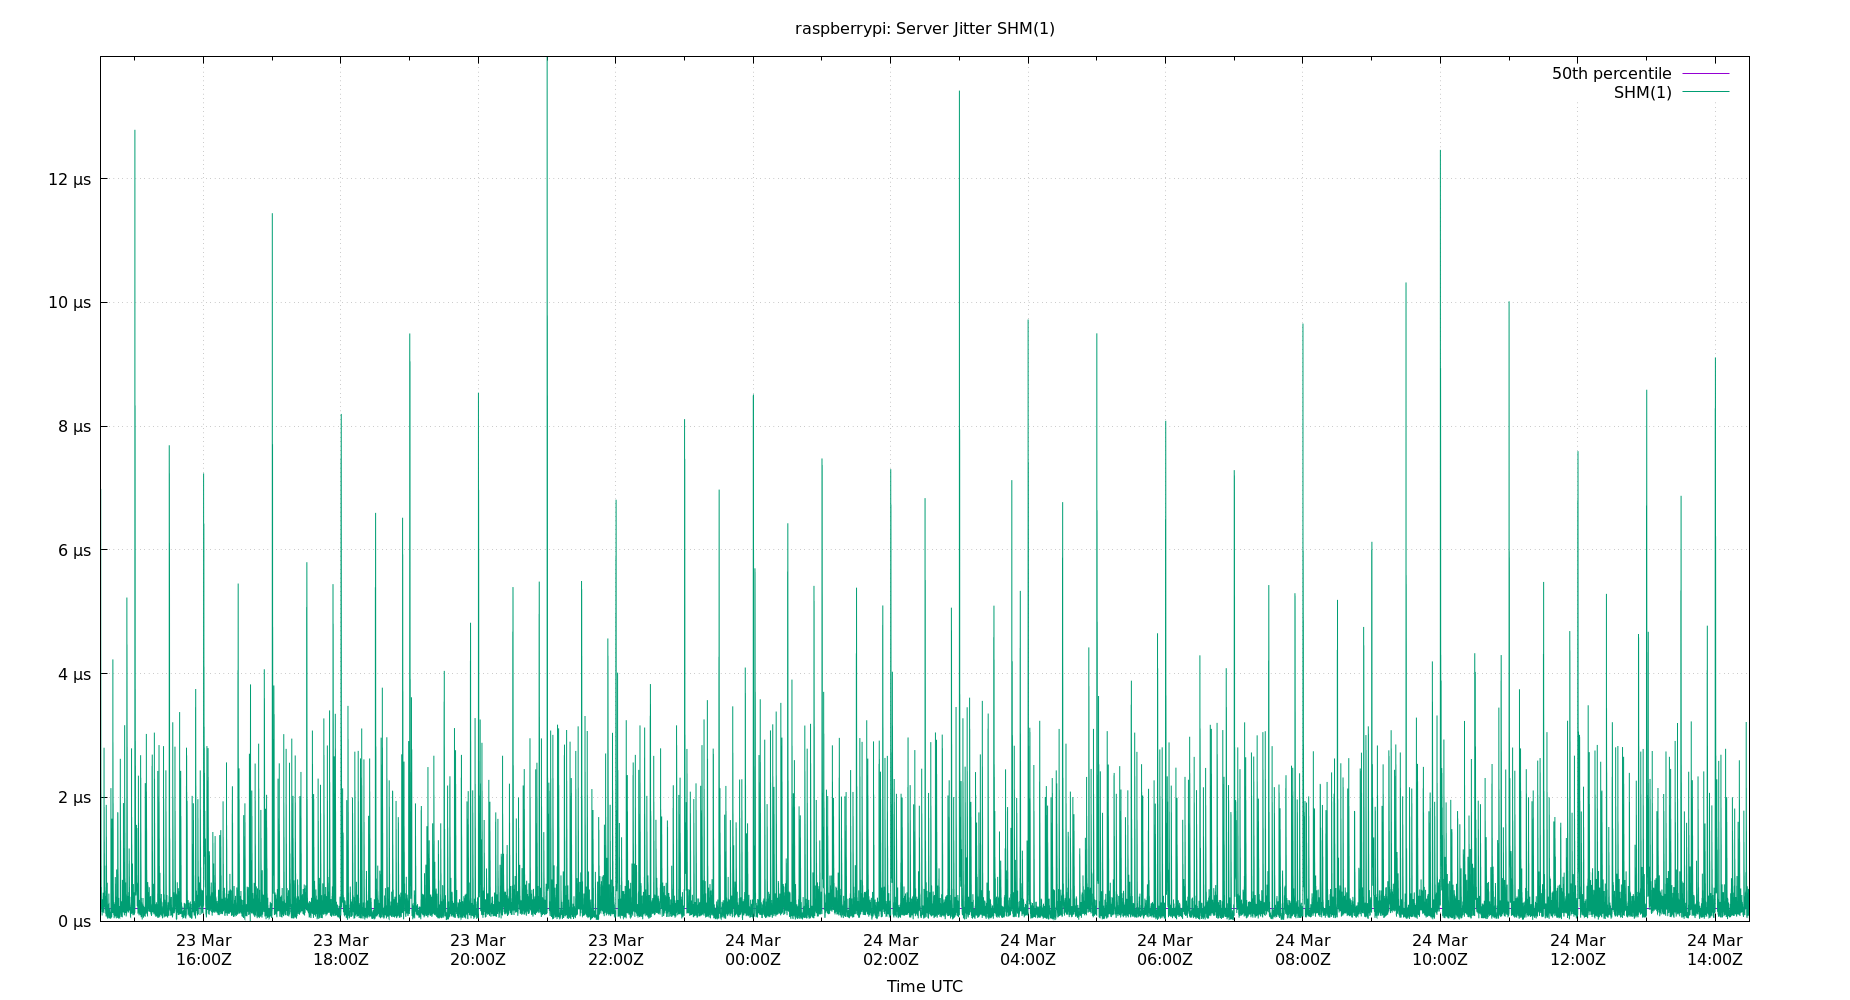 raspberrypi: Server Jitter SHM(1)
50th percentile
SHM(1)
12 µs
10 µs
8 µs
6 µs
4 µs
2 µs
0 µs
23 Mar 23 Mar 23 Mar 23 Mar 24 Mar 24 Mar 24 Mar 24 Mar 24 Mar 24 Mar 24 Mar 24 Mar
16:00Z 18:00Z 20:00Z 22:00Z 00:00Z 02:00Z 04:00Z 06:00Z 08:00Z 10:00Z 12:00Z 14:00Z
Time UTC